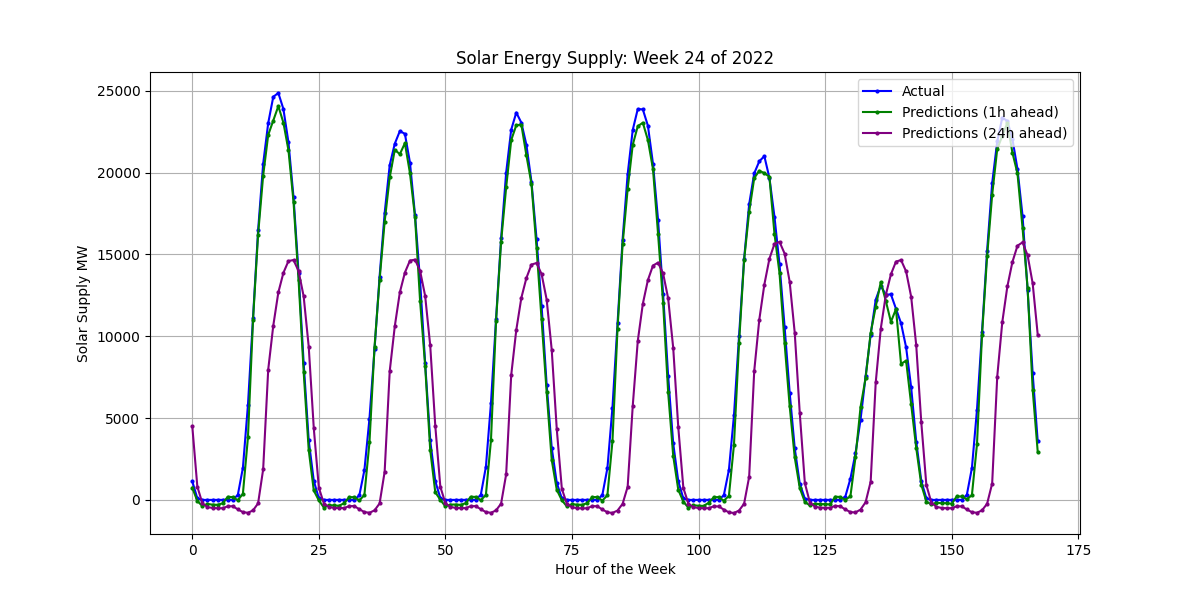 Solar Energy Supply: Week 24 of 2022
Actual
Predictions (1h ahead)
Predictions (24h ahead)
Solar Supply MW
25000
20000
15000
10000
5000
0
0 25 50 75 100 125 150 175
Hour of the Week